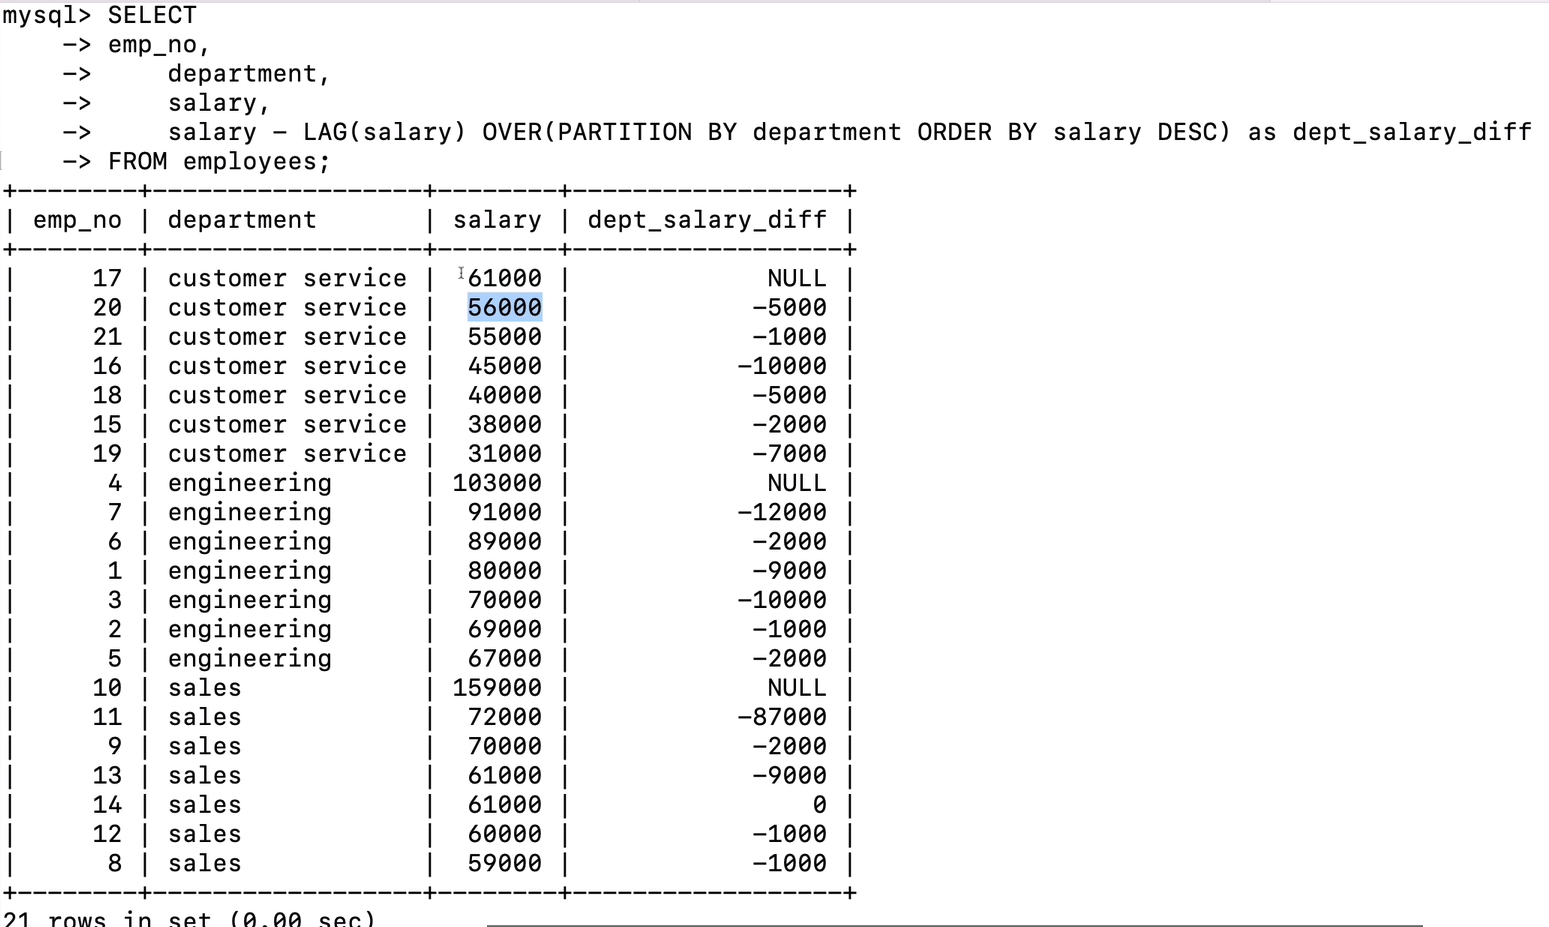 mysql> SELECT
    -> emp_no,
    ->     department,
    ->     salary,
    ->     salary - LAG(salary) OVER(PARTITION BY department ORDER BY salary DESC) as dept_salary_diff
    -> FROM employees;
+--------+------------------+--------+------------------+
| emp_no | department       | salary | dept_salary_diff |
+--------+------------------+--------+------------------+
|     17 | customer service |  61000 |             NULL |
|     20 | customer service |  56000 |            -5000 |
|     21 | customer service |  55000 |            -1000 |
|     16 | customer service |  45000 |           -10000 |
|     18 | customer service |  40000 |            -5000 |
|     15 | customer service |  38000 |            -2000 |
|     19 | customer service |  31000 |            -7000 |
|      4 | engineering      | 103000 |             NULL |
|      7 | engineering      |  91000 |           -12000 |
|      6 | engineering      |  89000 |            -2000 |
|      1 | engineering      |  80000 |            -9000 |
|      3 | engineering      |  70000 |           -10000 |
|      2 | engineering      |  69000 |            -1000 |
|      5 | engineering      |  67000 |            -2000 |
|     10 | sales            | 159000 |             NULL |
|     11 | sales            |  72000 |           -87000 |
|      9 | sales            |  70000 |            -2000 |
|     13 | sales            |  61000 |            -9000 |
|     14 | sales            |  61000 |                0 |
|     12 | sales            |  60000 |            -1000 |
|      8 | sales            |  59000 |            -1000 |
+--------+------------------+--------+------------------+
21 rows in set (0.00 sec)